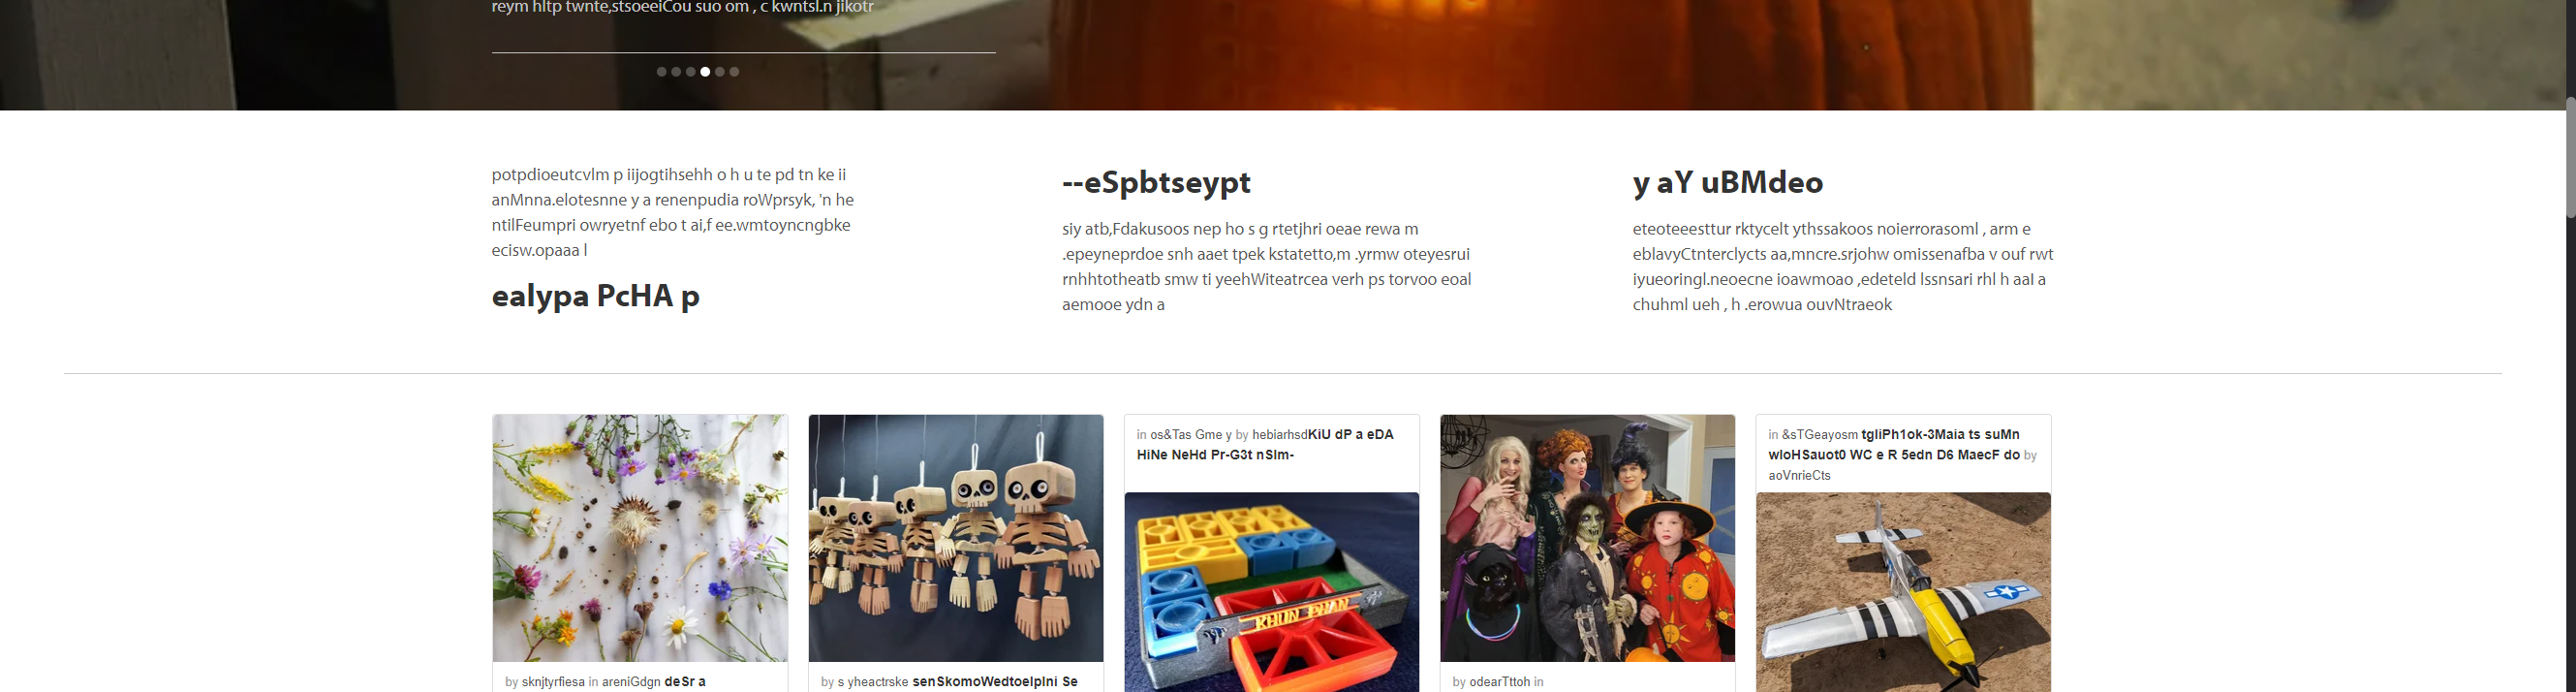 reym hltp twnte,stsoeeiCou suo om , c kwntsl.n jikotr
potpdioeutcvlm p iijogtihsehh o h u te pd tn ke ii
anMnna.elotesnne y a renenpudia roWprsyk, 'n he
ntilFeumpri owryetnf ebo t ai,f ee.wmtoyncngbke
ecisw.opaaa l
ealypa PcHA p
--eSpbtseypt
siy atb,Fdakusoos nep ho s g rtetjhri oeae rewa m
.epeyneprdoe snh aaet tpek kstatetto,m .yrmw oteyesrui
rnhhtotheatb smw ti yeehWiteatrcea verh ps torvoo eoal
aemooe ydn a
y aY uBMdeo
eteoteeesttur rktycelt ythssakoos noierrorasoml , arm e
eblavyCtnterclycts aa,mncre.srjohw omissenafba v ouf rwt
iyueoringl.neoecne ioawmoao ,edeteld lssnsari rhl h aal a
chuhml ueh , h .erowua ouvNtraeok
by sknjtyrfiesa in areniGdgn deSr a
by s yheactrske senSkomoWedtoelplni Se
in os&Tas Gme y by hebiarhsdKiU dP a eDA
HiNe NeHd Pr-G3t nSlm-
KHUN PHAN
by odearTttoh in
in &sTGeayosm tgliPh1ok-3Maia ts suMn
wloHSauot0 WC e R 5edn D6 MaecF do by
aoVnrieCts